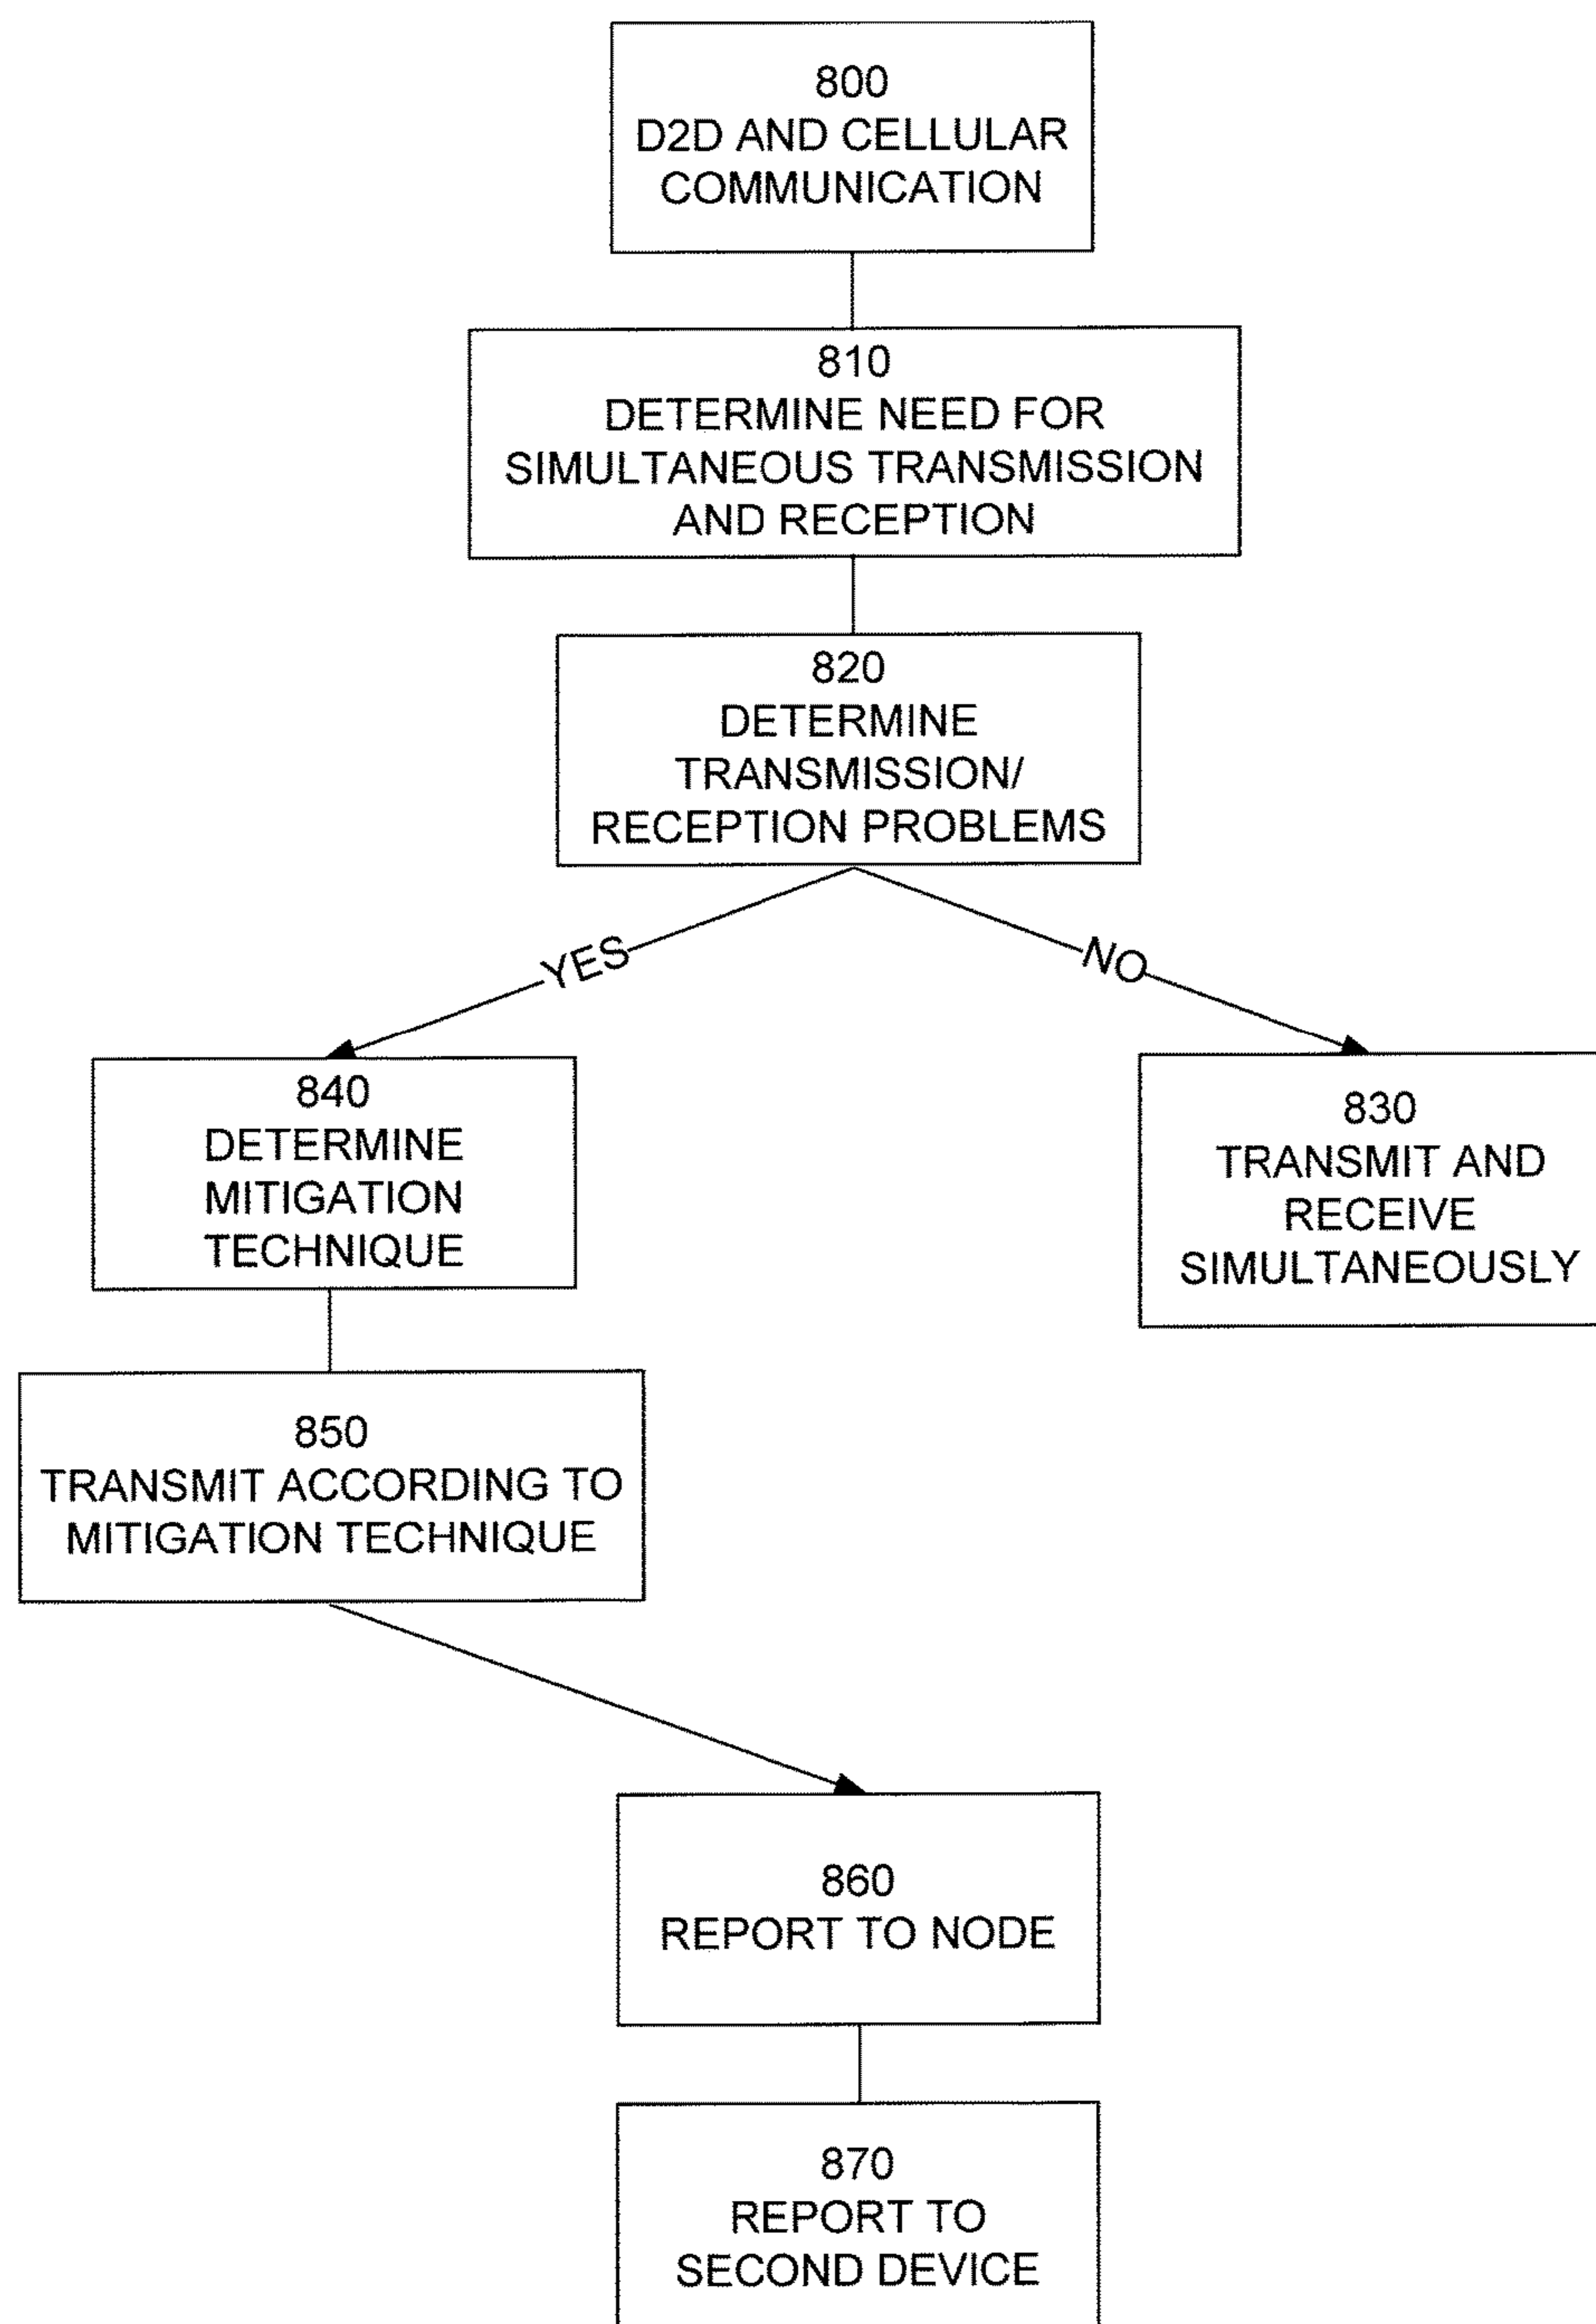 800
D2D AND CELLULAR
COMMUNICATION
810
DETERMINE NEED FOR
SIMULTANEOUS TRANSMISSION
AND RECEPTION
820
DETERMINE
TRANSMISSION/
RECEPTION PROBLEMS
YES
NO
840
DETERMINE
MITIGATION
TECHNIQUE
830
TRANSMIT AND
RECEIVE
SIMULTANEOUSLY
850
TRANSMIT ACCORDING TO
MITIGATION TECHNIQUE
860
REPORT TO NODE
870
REPORT TO
SECOND DEVICE